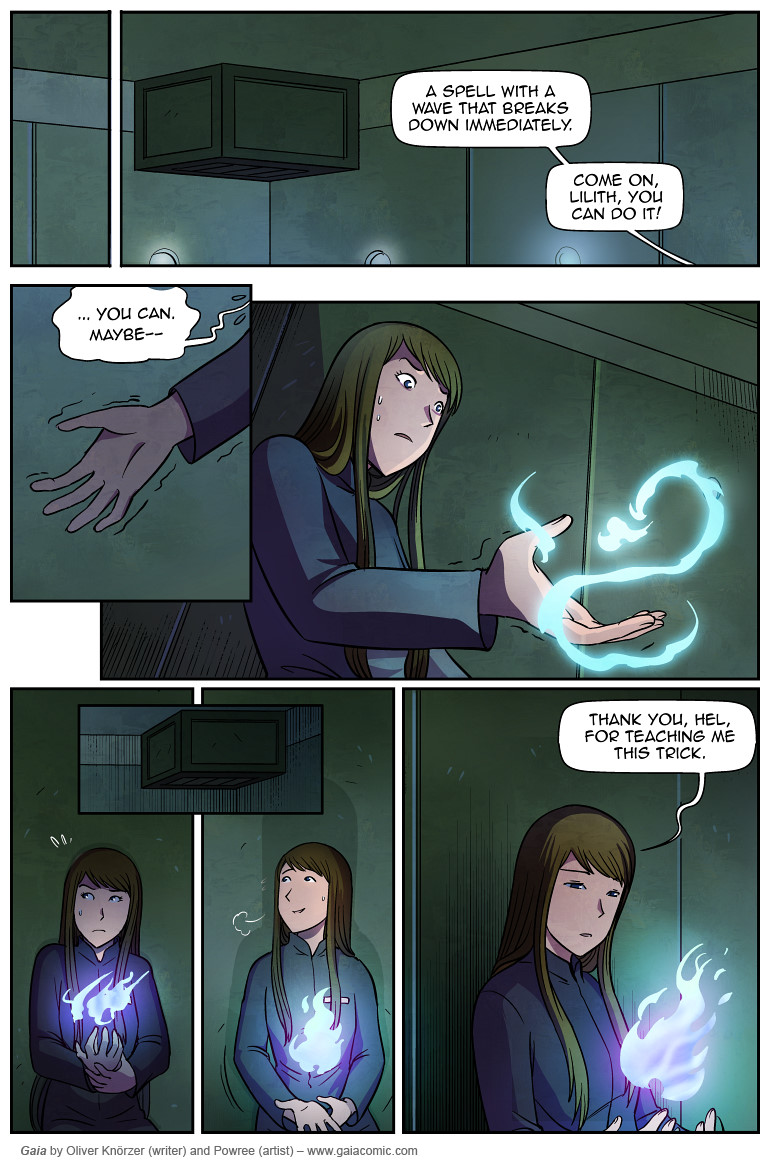 A SPELL WITH A
WAVE THAT BREAKS
DOWN IMMEDIATELY.
COME ON,
LILITH, YOU
CAN DO IT!
... YOU CAN.
MAYBE--
THANK YOU, HEL,
FOR TEACHING ME
THIS TRICK.
Gaia by Oliver Knörzer (writer) and Powree (artist) – www.gaiacomic.com